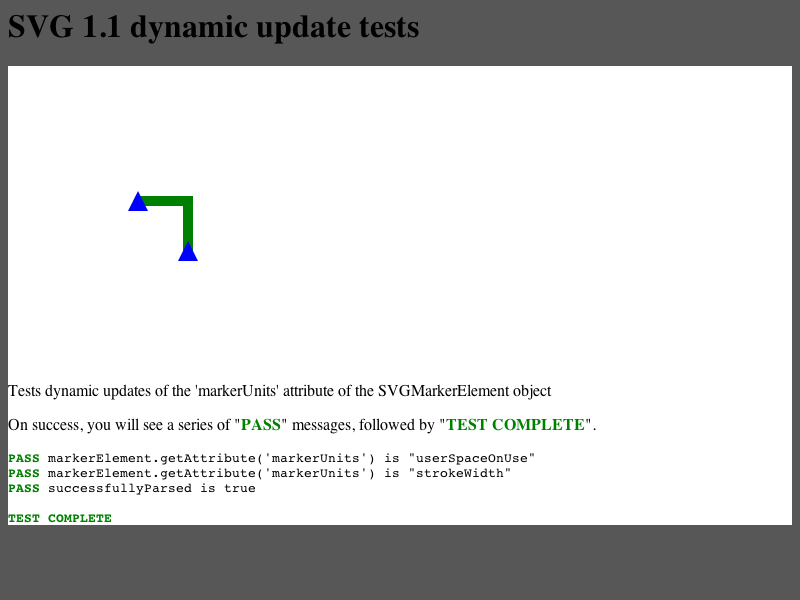 SVG 1.1 dynamic update tests
Tests dynamic updates of the 'markerUnits' attribute of the SVGMarkerElement object
On success, you will see a series of "PASS" messages, followed by "TEST COMPLETE".
PASS markerElement.getAttribute('markerUnits') is "userSpaceOnUse"
PASS markerElement.getAttribute('markerUnits') is "strokeWidth"
PASS successfullyParsed is true
TEST COMPLETE